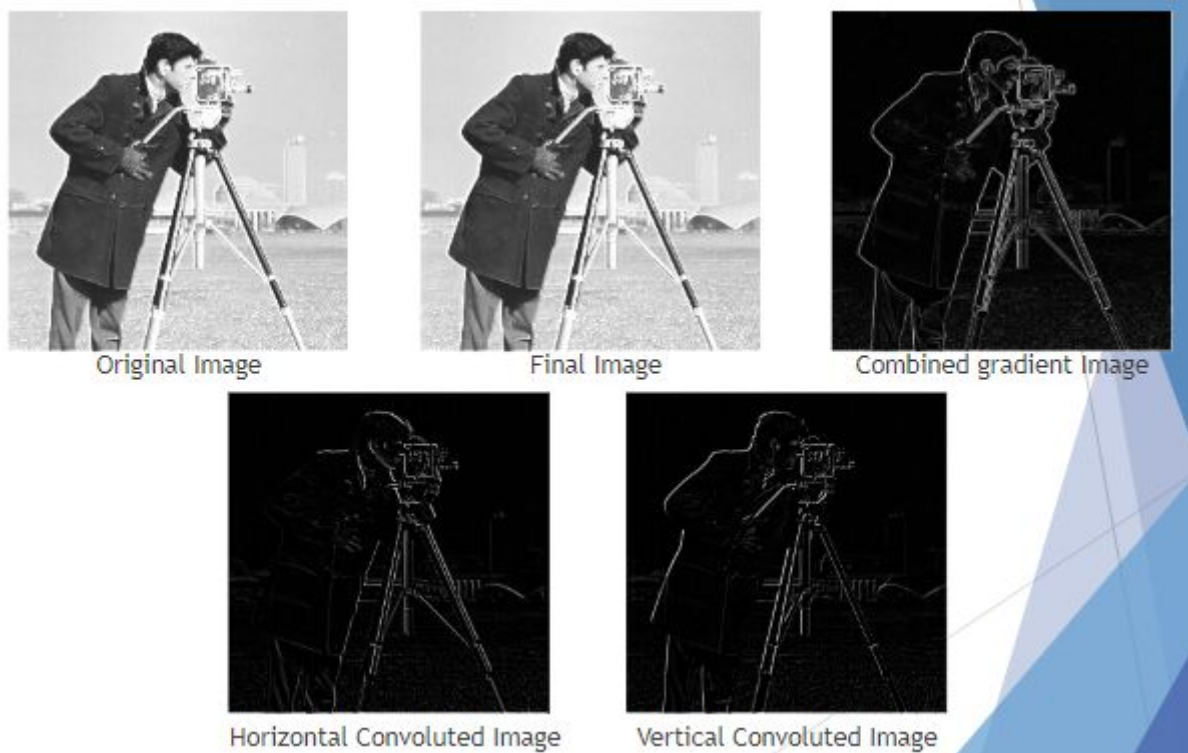 Original Image
Final Image
Combined gradient Image
Horizontal Convoluted Image
Vertical Convoluted Image